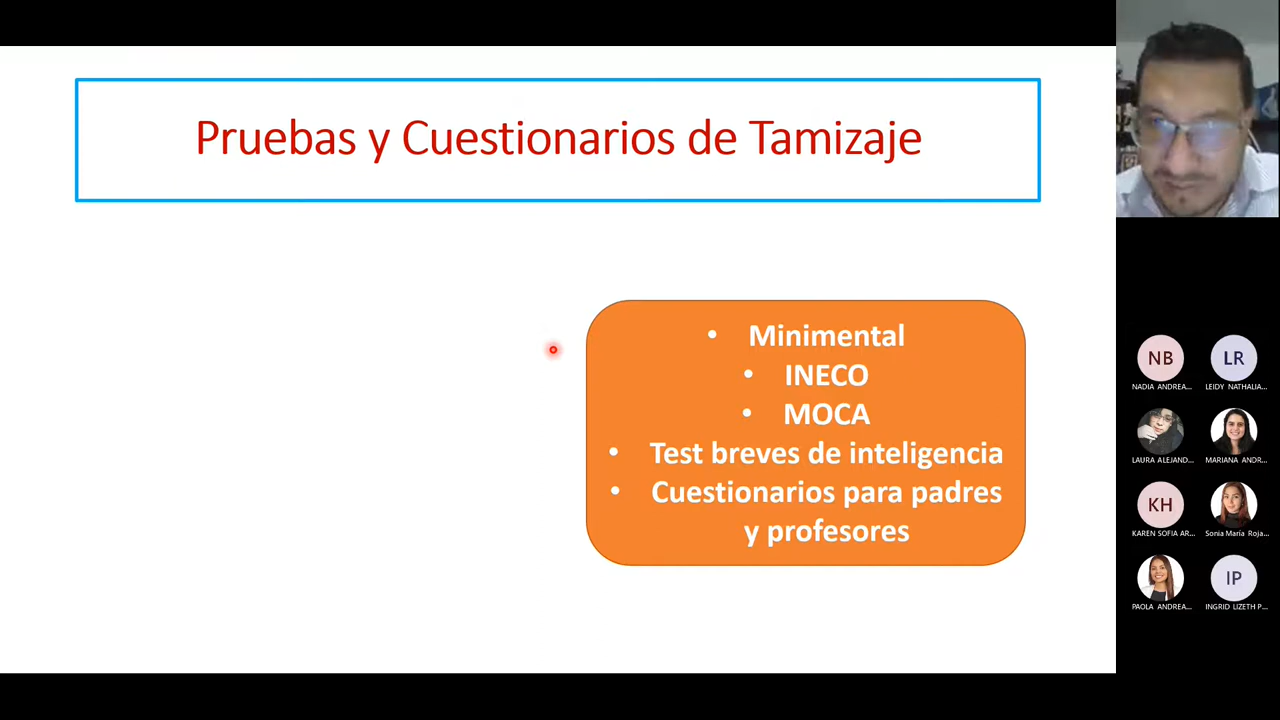 Pruebas y Cuestionarios de Tamizaje
• Minimental
• INECO
• MOCA
• Test breves de inteligencia
• Cuestionarios para padres
y profesores
NB
LR
NADIA ANDREA...
LEIDY NATHALIA...
LAURA ALEJAND...
MARIANA ANDR...
KH
KAREN SOFIA AR...
Sonia María Roja...
IP
PAOLA ANDREA...
INGRID LIZETH P...